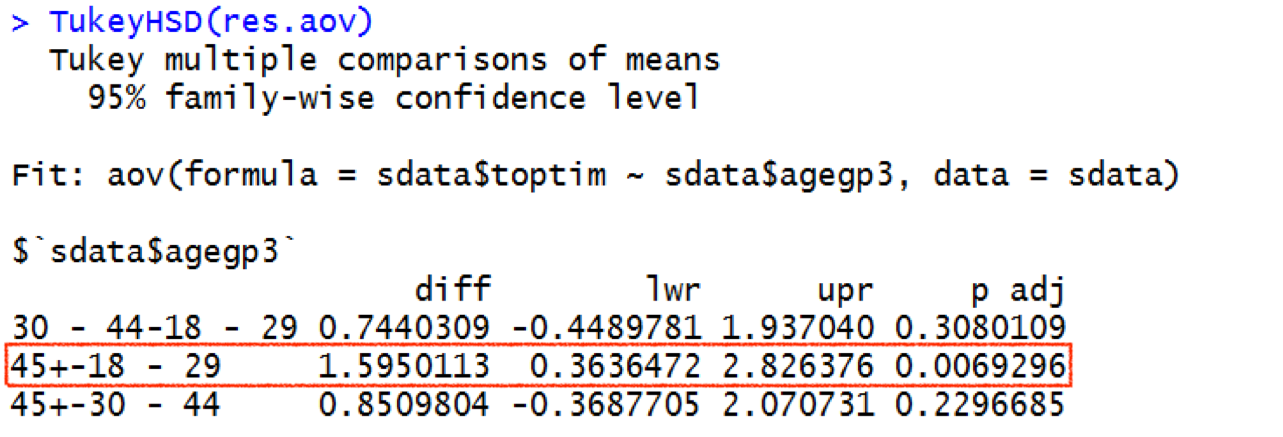 > TukeyHSD(res.aov)
Tukey multiple comparisons of means
95% family-wise confidence level
Fit: aov(formula = sdata$toptim ~ sdata$agegp3, data = sdata)
$`sdata$agegp3`
diff lwr upr p adj
30 - 44-18 - 29 0.7440309 -0.4489781 1.937040 0.3080109
45+-18 - 29 1.5950113 0.3636472 2.826376 0.0069296
45+-30 - 44 0.8509804 -0.3687705 2.070731 0.2296685